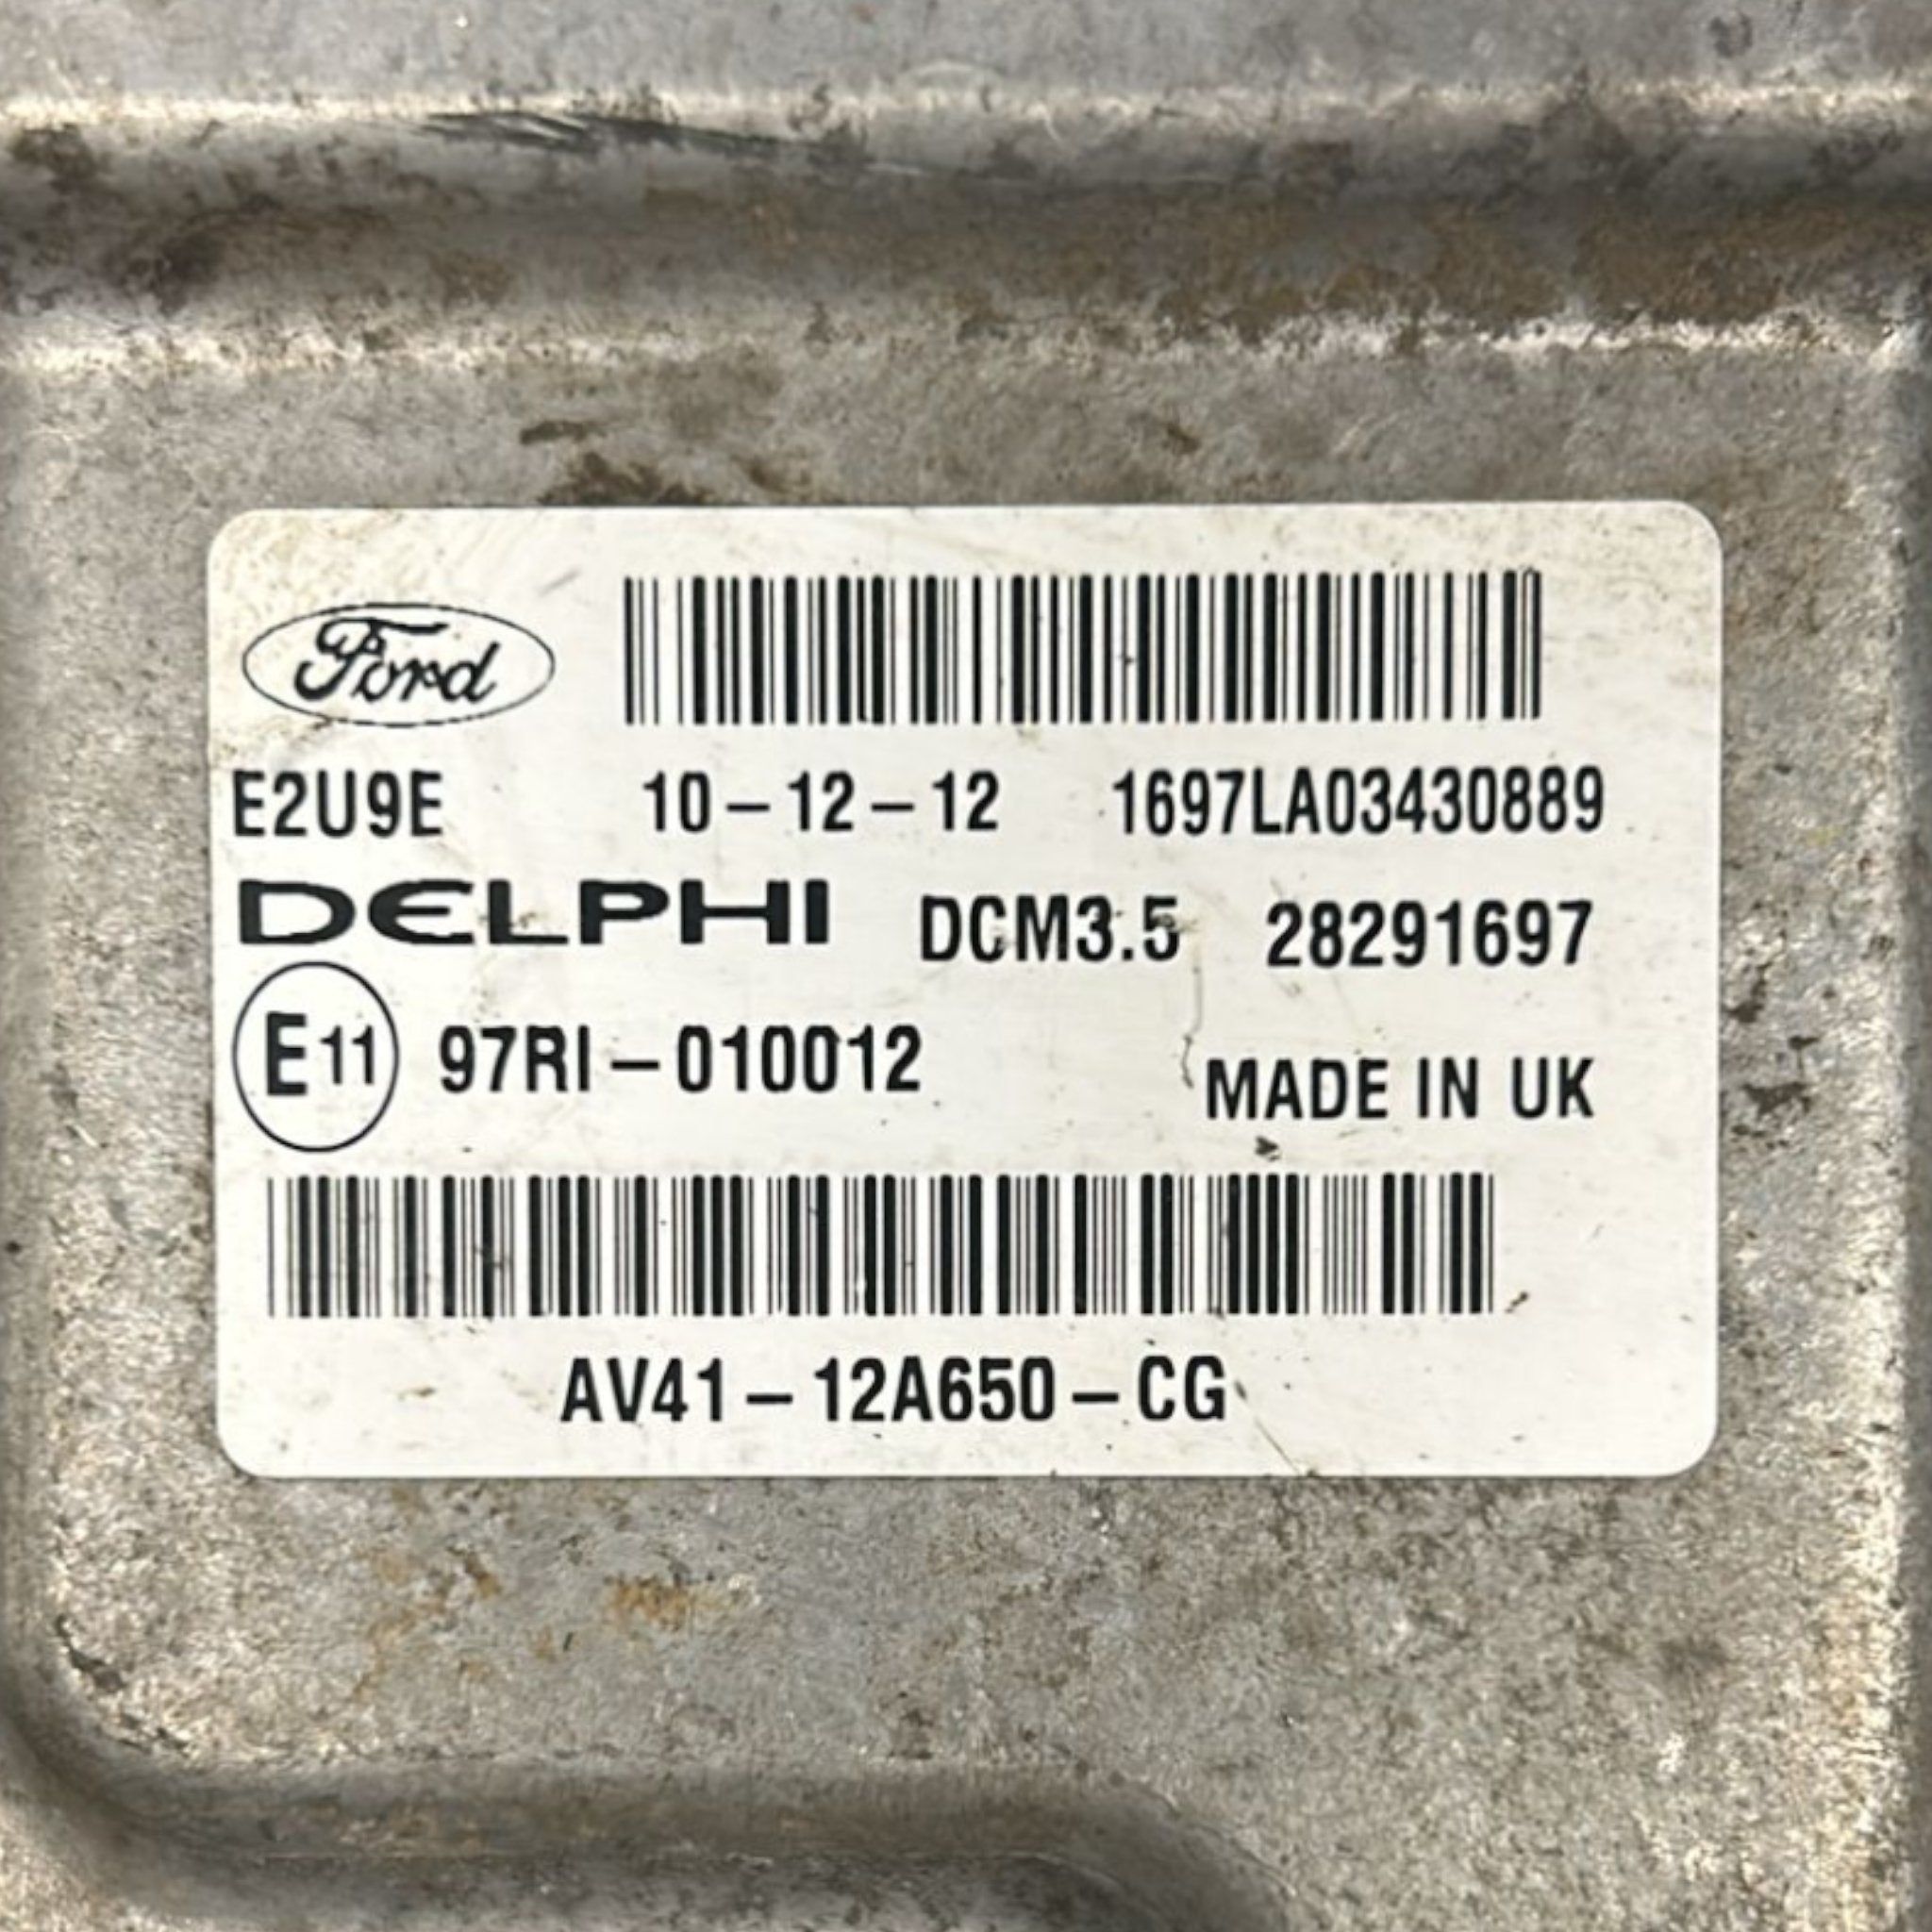 Ford
E2U9E 10-12-12 1697LA03430889
DELPHI DCM3.5 28291697
E11 97RI-010012
MADE IN UK
AV41-12A650-CG